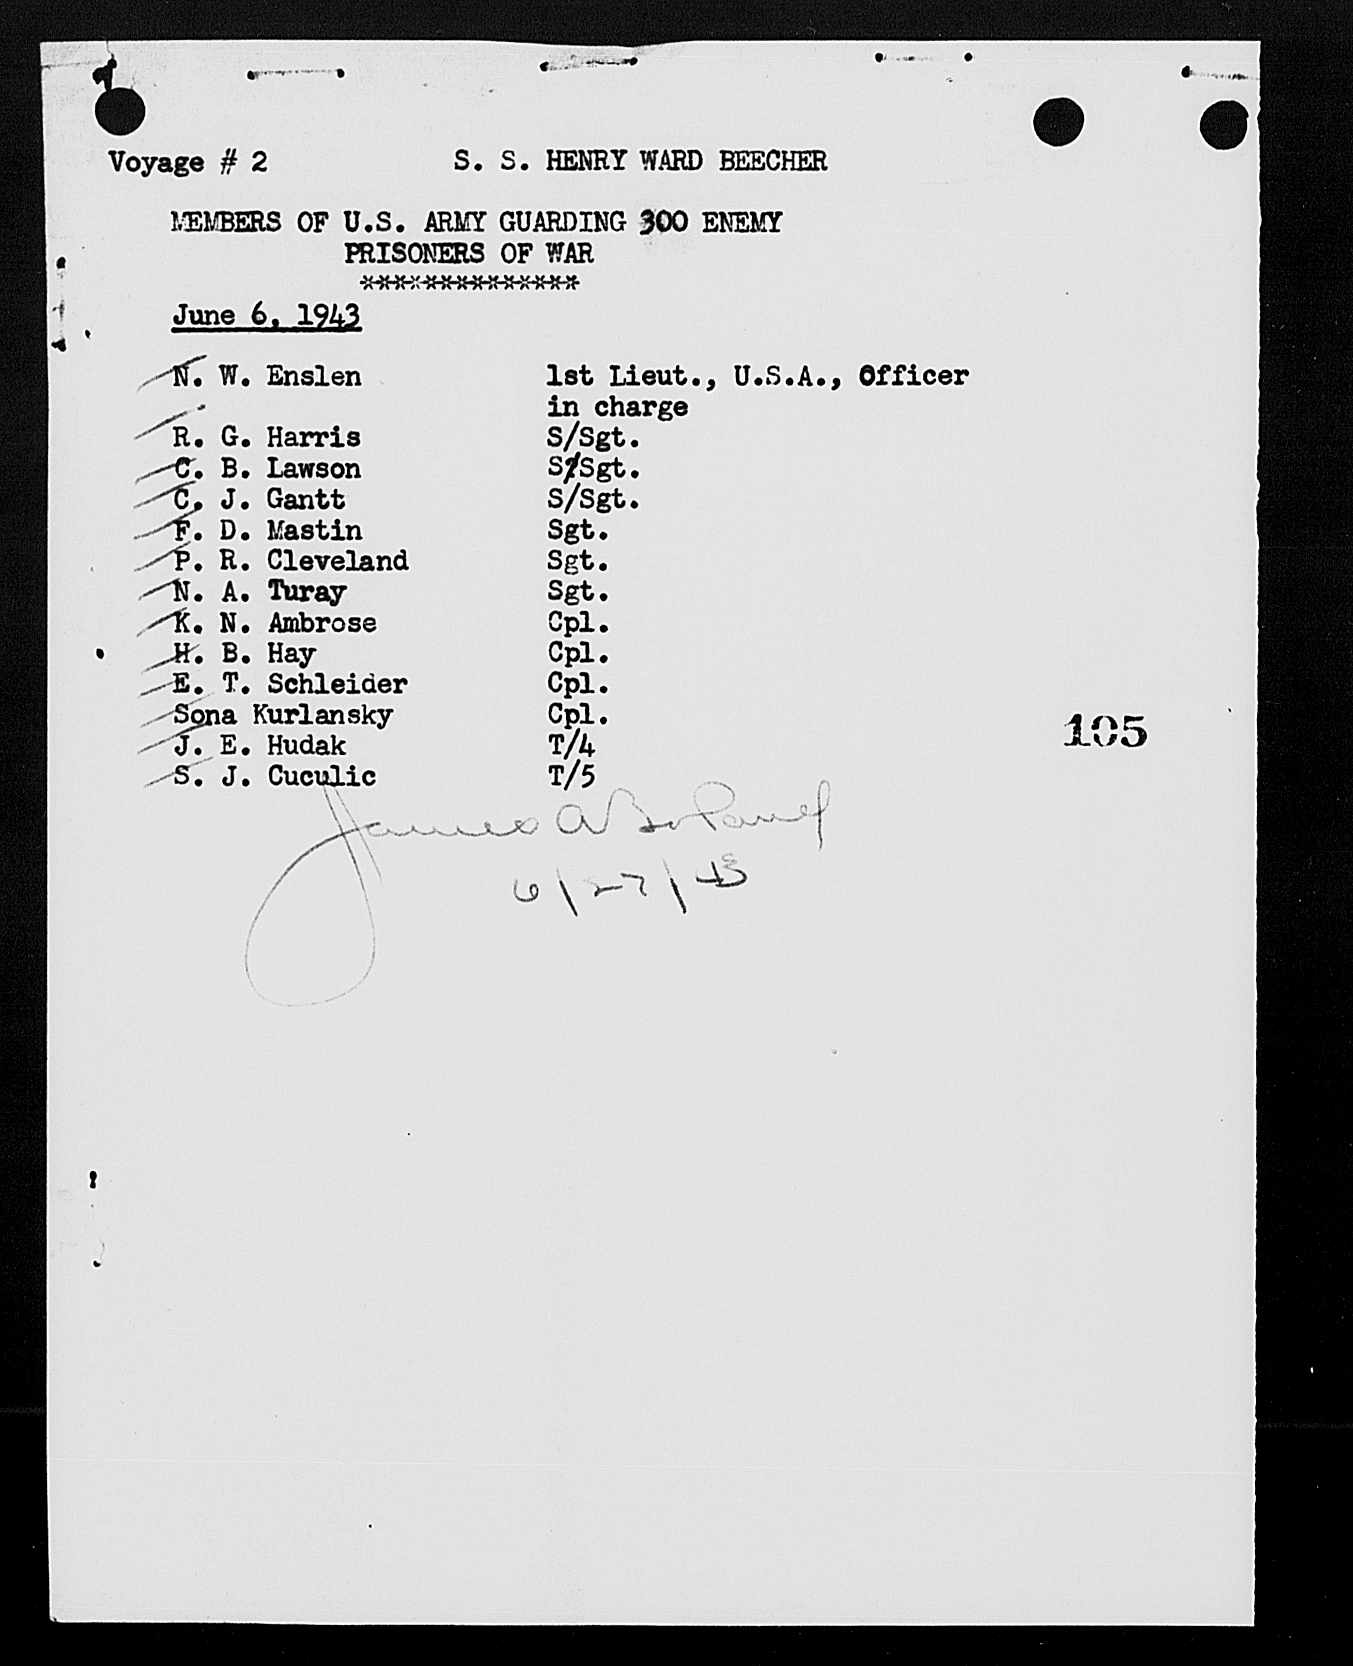 Voyage # 2 S. S. HENRY WARD BEECHER
MEMBERS OF U.S. ARMY GUARDING 300 ENEMY
PRISONERS OF WAR
**************
June 6, 1943
N. W. Enslen 1st Lieut., U.S.A., Officer
in charge
R. G. Harris S/Sgt.
C. B. Lawson S/Sgt.
C. J. Gantt S/Sgt.
F. D. Mastin Sgt.
P. R. Cleveland Sgt.
N. A. Turay Sgt.
K. N. Ambrose Cpl.
H. B. Hay Cpl.
E. T. Schleider Cpl.
Sona Kurlansky Cpl.
105
J. E. Hudak T/4
S. J. Cuculic T/5
James A
6/27/43